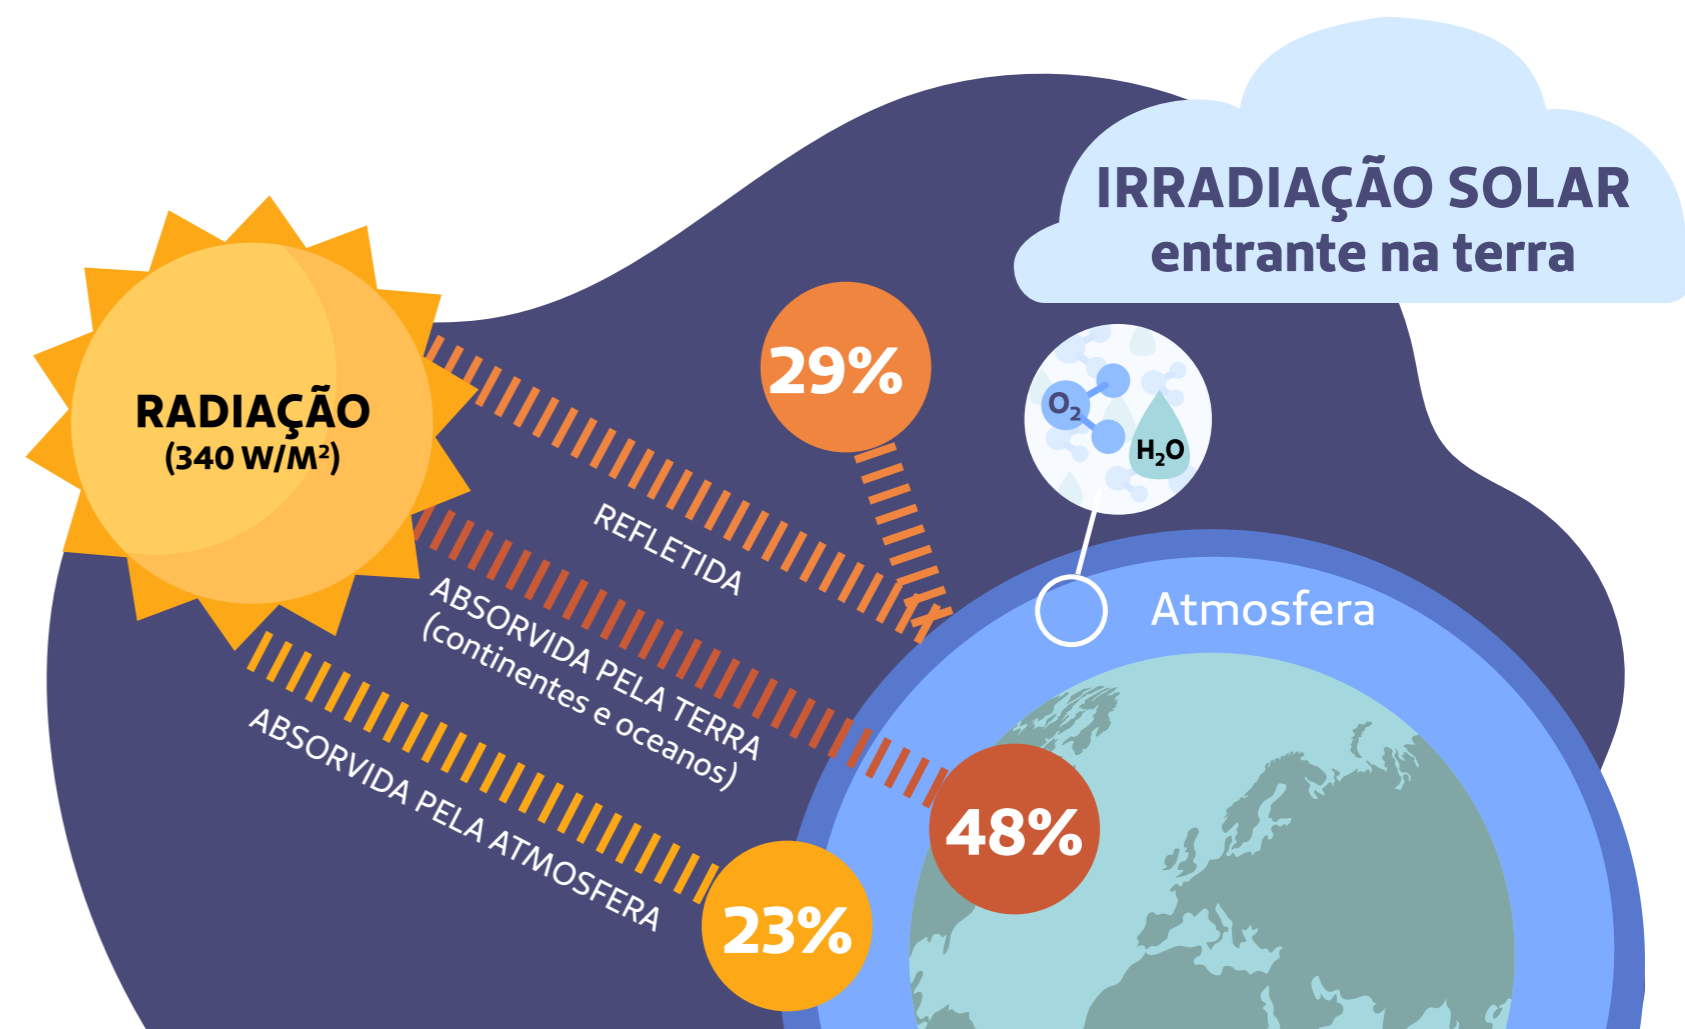 IRRADIAÇÃO SOLAR
entrante na terra
RADIAÇÃO
(340 W/M²)
29%
REFLETIDA
O₂
H₂O
Atmosfera
ABSORVIDA PELA TERRA
(continentes e oceanos)
48%
ABSORVIDA PELA ATMOSFERA
23%